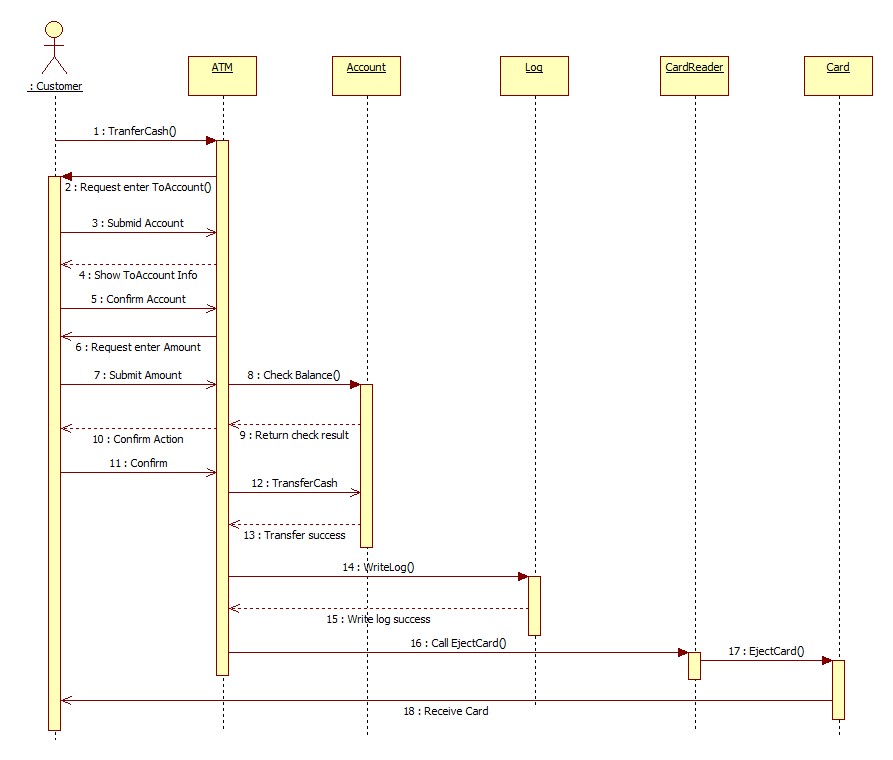 : Customer
ATM
Account
Log
CardReader
Card
1 : TranferCash()
2 : Request enter ToAccount()
3 : Submid Account
4 : Show ToAccount Info
5 : Confirm Account
6 : Request enter Amount
7 : Submit Amount
8 : Check Balance()
9 : Return check result
10 : Confirm Action
11 : Confirm
12 : TransferCash
13 : Transfer success
14 : WriteLog()
15 : Write log success
16 : Call EjectCard()
17 : EjectCard()
18 : Receive Card